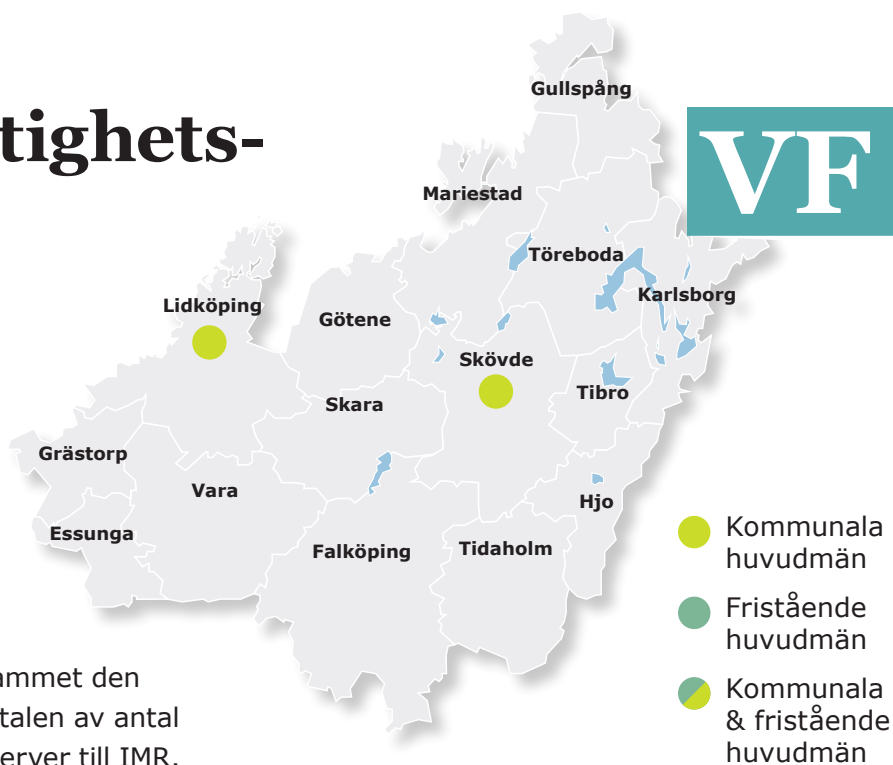 tighets-
VF
Gullspång
Mariestad
Töreboda
Karlsborg
Lidköping
Götene
Skövde
Tibro
Skara
Grästorp
Vara
Hjo
Essunga
Falköping
Tidaholm
Kommunala
huvudmän
Fristående
huvudmän
Kommunala
& fristående
huvudmän
ammet den
talen av antal
erver till IMR.